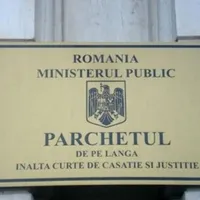 ROMANIA
MINISTERUL PUBLIC
PARCHETUL
DE PE LANGA
INALTA CURTE DE CASATIE SI JUSTITIE